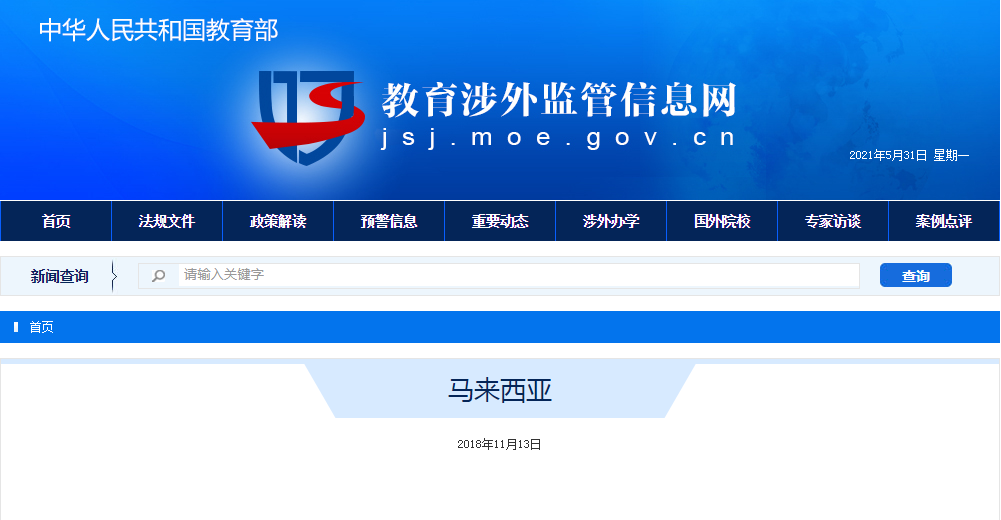 中华人民共和国教育部
教育涉外监管信息网
jsj.moe.gov.cn
2021年5月31日 星期一
首页 法规文件 政策解读 预警信息 重要动态 涉外办学 国外院校 专家访谈 案例点评
新闻查询 请输入关键字 查询
首页
马来西亚
2018年11月13日